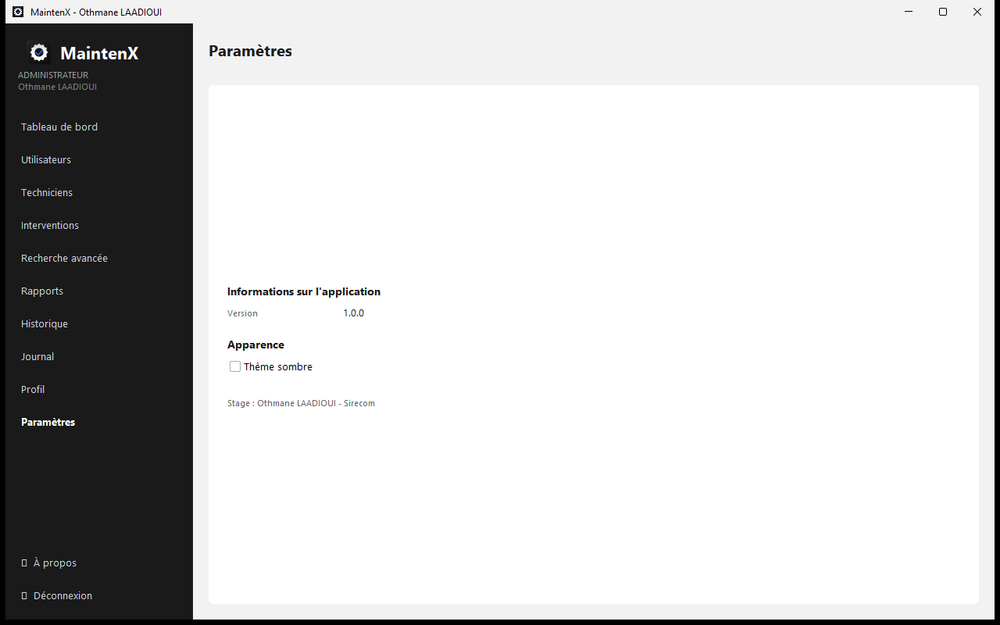 MaintenX - Othmane LAADIOUI
MaintenX
ADMINISTRATEUR
Othmane LAADIOUI
Tableau de bord
Utilisateurs
Techniciens
Interventions
Recherche avancée
Rapports
Historique
Journal
Profil
Paramètres
À propos
Déconnexion
Paramètres
Informations sur l'application
Version 1.0.0
Apparence
Thème sombre
Stage : Othmane LAADIOUI - Sirecom